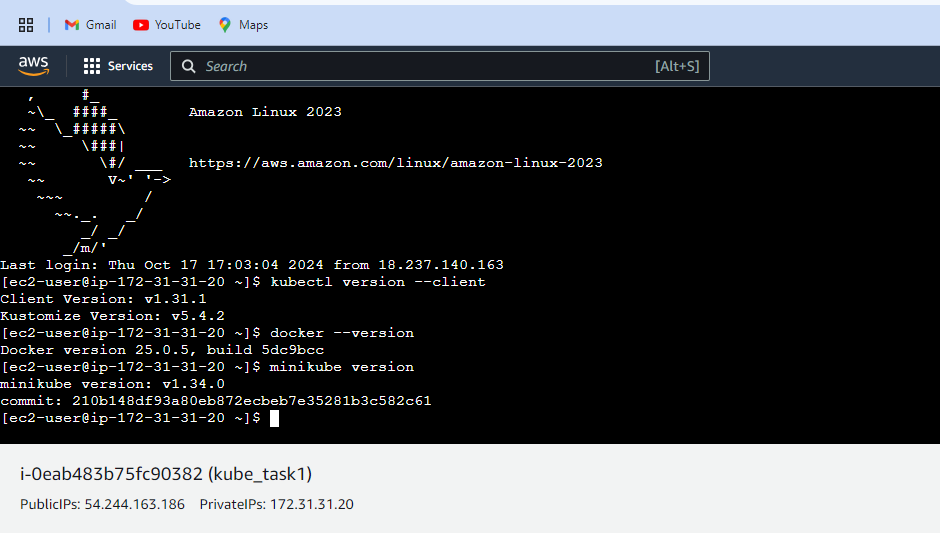 Gmail YouTube Maps
aws Services Search [Alt+S]
   ,     #_
   ~\_  ####_        Amazon Linux 2023
  ~~  \_#####\
  ~~     \###|
  ~~       \#/ ___   https://aws.amazon.com/linux/amazon-linux-2023
   ~~       V~' '->
    ~~~         /
      ~~._.   _/
         _/ _/
       _/m/'
Last login: Thu Oct 17 17:03:04 2024 from 18.237.140.163
[ec2-user@ip-172-31-31-20 ~]$ kubectl version --client
Client Version: v1.31.1
Kustomize Version: v5.4.2
[ec2-user@ip-172-31-31-20 ~]$ docker --version
Docker version 25.0.5, build 5dc9bcc
[ec2-user@ip-172-31-31-20 ~]$ minikube version
minikube version: v1.34.0
commit: 210b148df93a80eb872ecbeb7e35281b3c582c61
[ec2-user@ip-172-31-31-20 ~]$
i-0eab483b75fc90382 (kube_task1)
PublicIPs: 54.244.163.186 PrivateIPs: 172.31.31.20